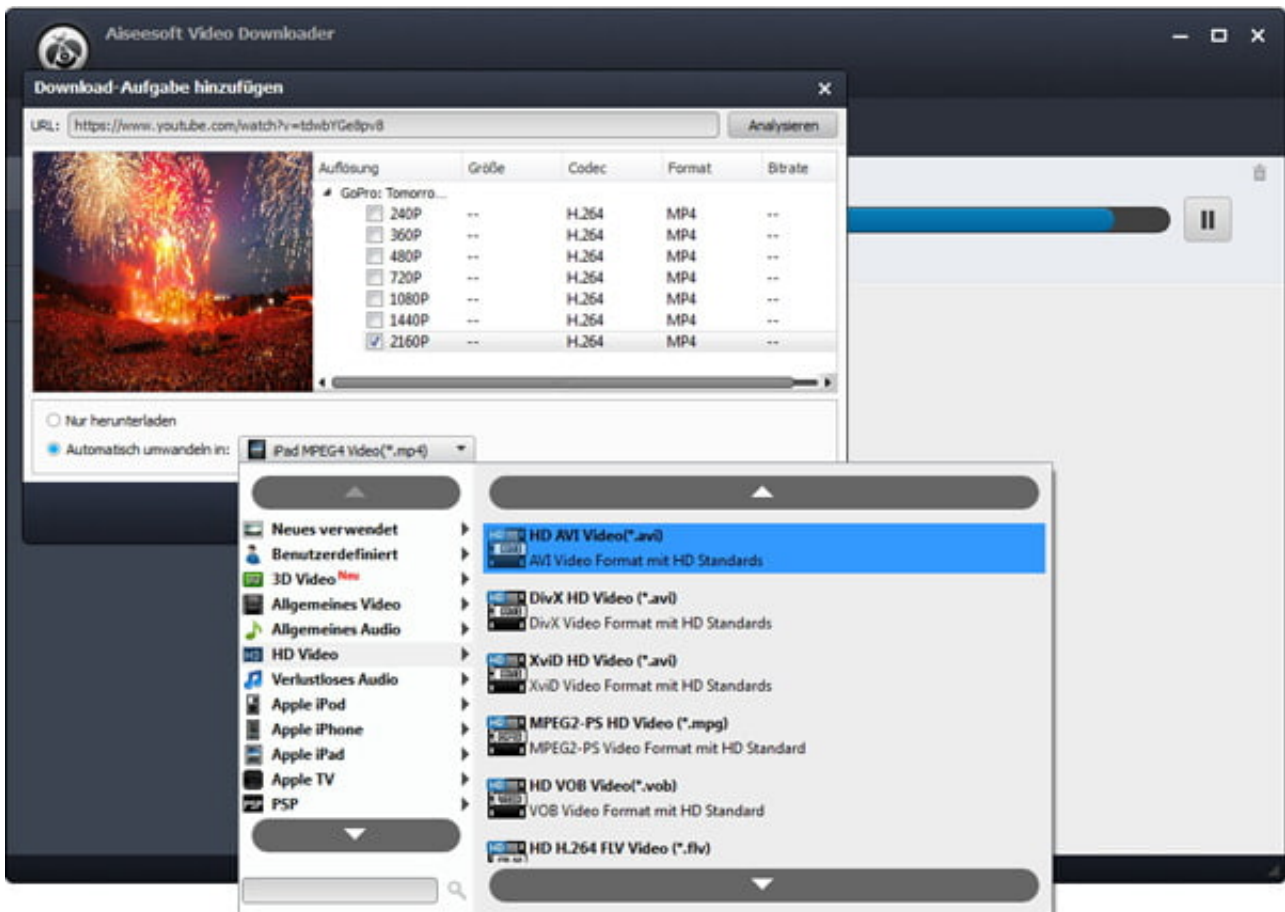 Aiseesoft Video Downloader
Download-Aufgabe hinzufügen
URL: https://www.youtube.com/watch?v=tdwbYGe8pv8 Analysieren
Auflösung Größe Codec Format Bitrate
GoPro: Tomorro...
240P -- H.264 MP4 --
360P -- H.264 MP4 --
480P -- H.264 MP4 --
720P -- H.264 MP4 --
1080P -- H.264 MP4 --
1440P -- H.264 MP4 --
2160P -- H.264 MP4 --
Nur herunterladen
Automatisch umwandeln in: iPad MPEG4 Video(*.mp4)
Neues verwendet
Benutzerdefiniert
3D Video Neu
Allgemeines Video
Allgemeines Audio
HD Video
Verlustloses Audio
Apple iPod
Apple iPhone
Apple iPad
Apple TV
PSP
HD AVI Video(*.avi)
AVI Video Format mit HD Standards
DivX HD Video (*.avi)
DivX Video Format mit HD Standards
XviD HD Video (*.avi)
XviD Video Format mit HD Standards
MPEG2-PS HD Video (*.mpg)
MPEG2-PS Video Format mit HD Standard
HD VOB Video(*.vob)
VOB Video Format mit HD Standard
HD H.264 FLV Video (*.flv)